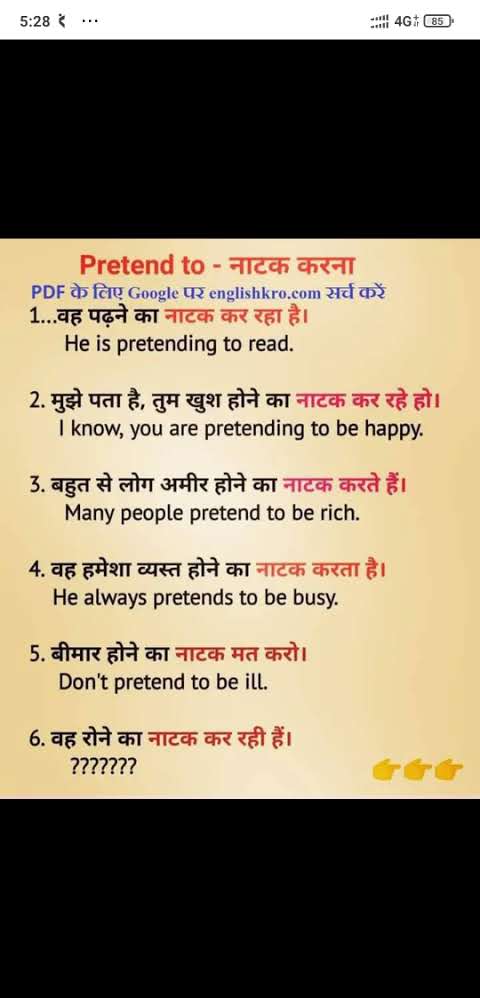 5:28 ...
4G 85
Pretend to - नाटक करना
PDF के लिए Google पर englishkro.com सर्च करें
1...वह पढ़ने का नाटक कर रहा है।
He is pretending to read.
2. मुझे पता है, तुम खुश होने का नाटक कर रहे हो।
I know, you are pretending to be happy.
3. बहुत से लोग अमीर होने का नाटक करते हैं।
Many people pretend to be rich.
4. वह हमेशा व्यस्त होने का नाटक करता है।
He always pretends to be busy.
5. बीमार होने का नाटक मत करो।
Don't pretend to be ill.
6. वह रोने का नाटक कर रही हैं।
???????